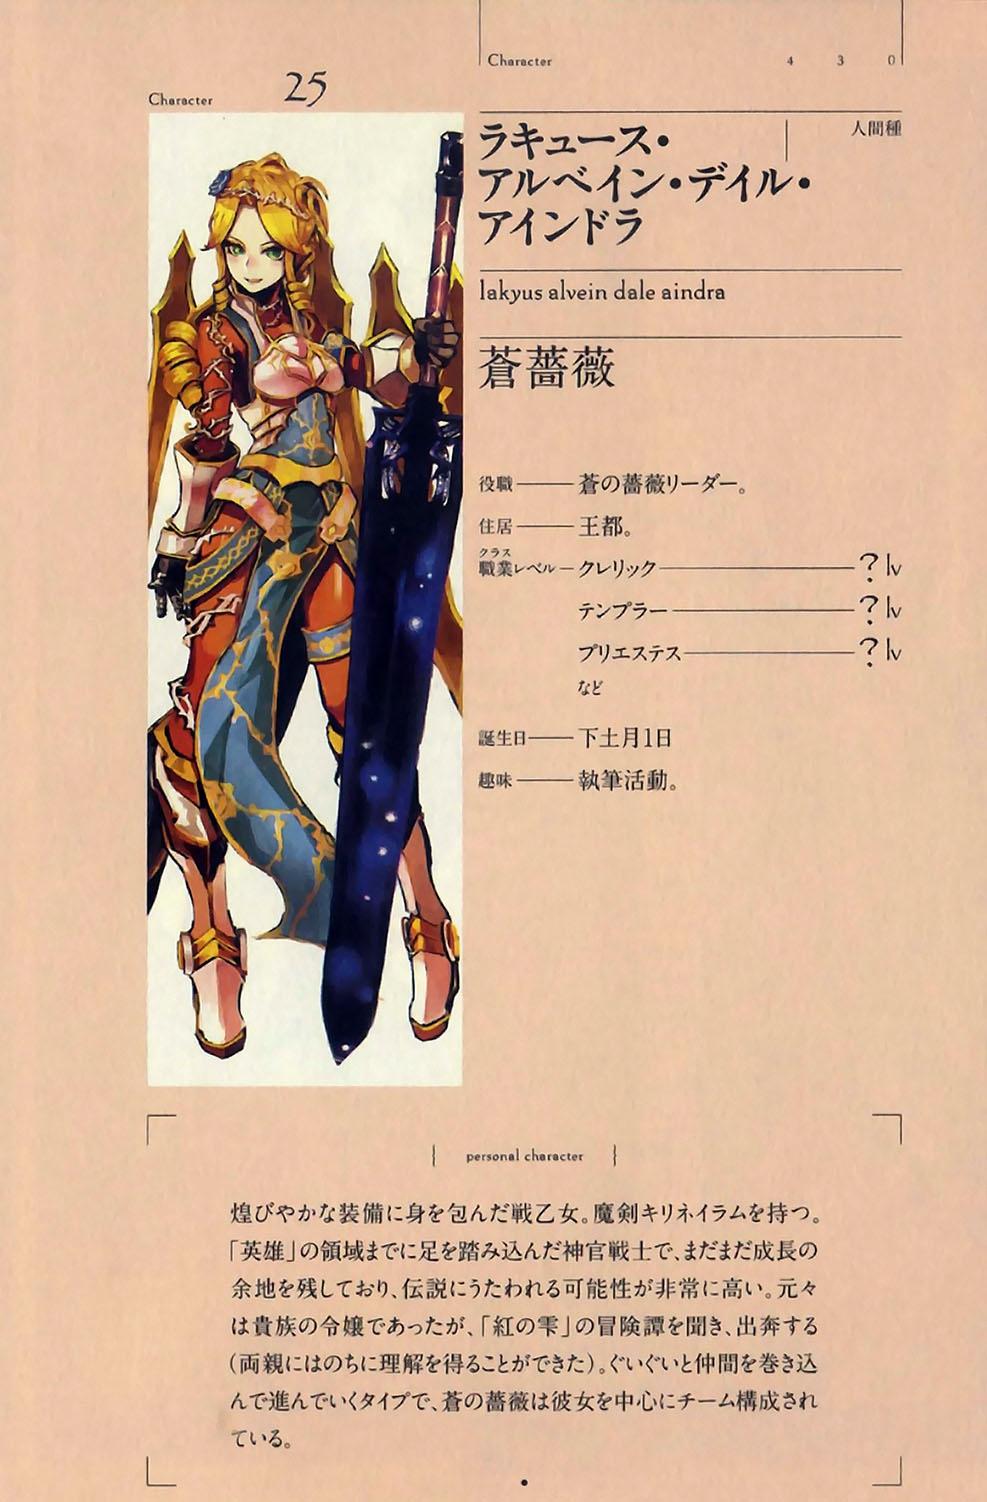 Character 430
Character 25
ラキュース・
アルベイン・デイル・
アインドラ
人間種
lakyus alvein dale aindra
蒼薔薇
役職――蒼の薔薇リーダー。
住居――王都。
クラス
職業レベル―クレリック――?lv
テンプラー――?lv
プリエステス――?lv
など
誕生日――下土月1日
趣味――執筆活動。
personal character
煌びやかな装備に身を包んだ戦乙女。魔剣キリネイラムを持つ。
「英雄」の領域までに足を踏み込んだ神官戦士で、まだまだ成長の
余地を残しており、伝説にうたわれる可能性が非常に高い。元々
は貴族の令嬢であったが、「紅の雫」の冒険譚を聞き、出奔する
(両親にはのちに理解を得ることができた)。ぐいぐいと仲間を巻き込
んで進んでいくタイプで、蒼の薔薇は彼女を中心にチーム構成され
ている。